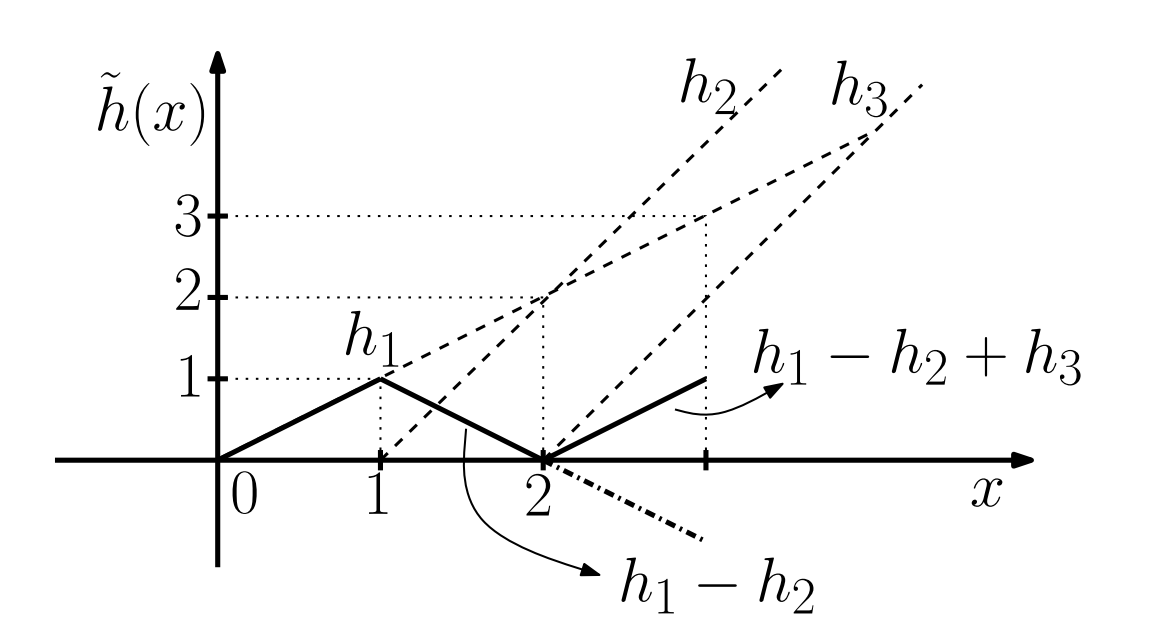 h̃(x)
h₂
h₃
3
2
1
h₁
h₁ − h₂ + h₃
0
1
2
x
h₁ − h₂